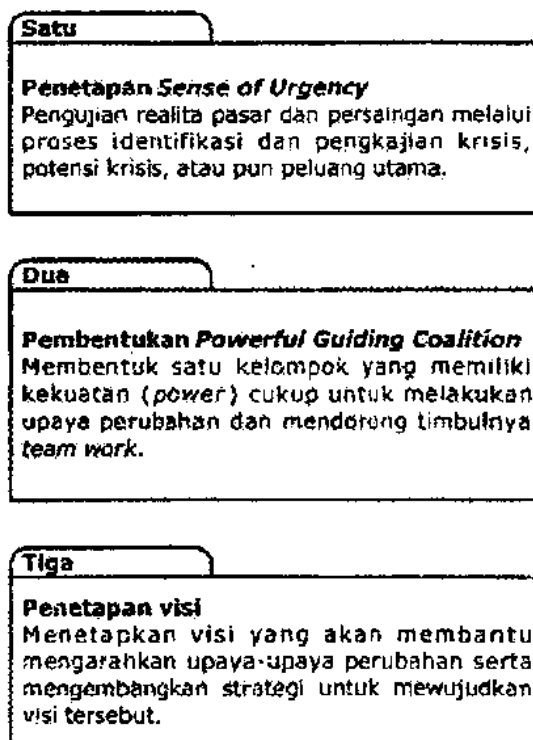 Satu
Penetapan Sense of Urgency
Pengujian realita pasar dan persaingan melalui
proses identifikasi dan pengkajian krisis,
potensi krisis, atau pun peluang utama.
Dua
Pembentukan Powerful Guiding Coalition
Membentuk satu kelompok yang memiliki
kekuatan (power) cukup untuk melakukan
upaya perubahan dan mendorong timbulnya
team work.
Tiga
Penetapan visi
Menetapkan visi yang akan membantu
mengarahkan upaya-upaya perubahan serta
mengembangkan strategi untuk mewujudkan
visi tersebut.